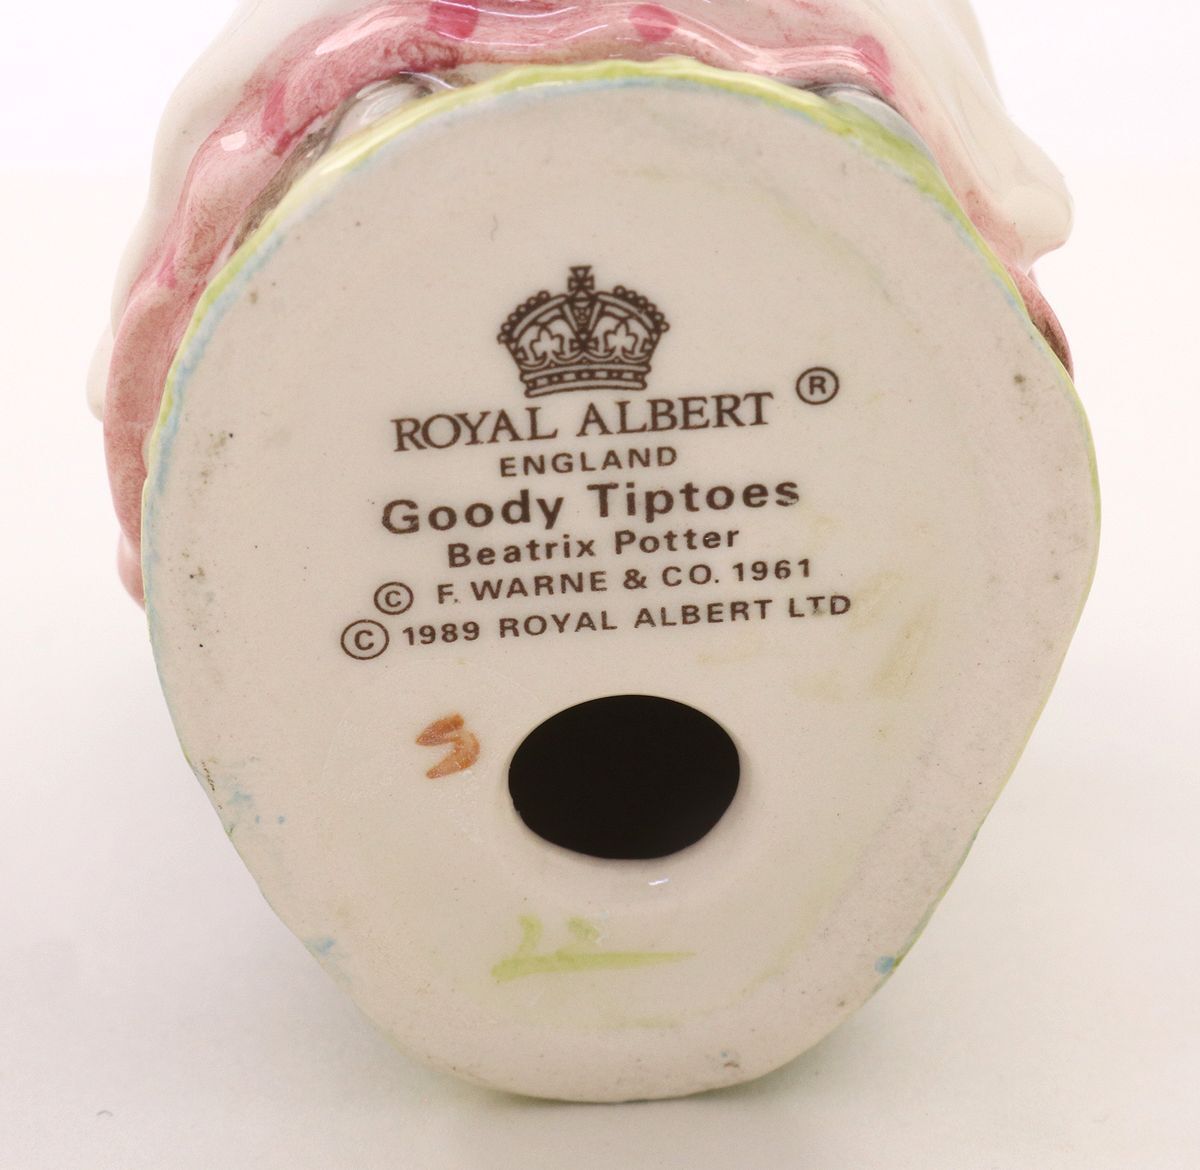 ROYAL ALBERT ®
ENGLAND
Goody Tiptoes
Beatrix Potter
© F. WARNE & CO. 1961
© 1989 ROYAL ALBERT LTD